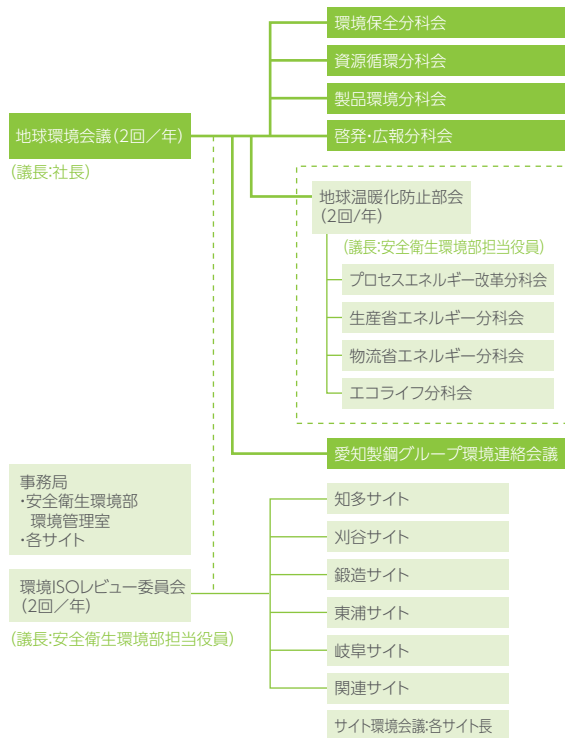 環境保全分科会
資源循環分科会
製品環境分科会
啓発・広報分科会
地球環境会議(2回／年)
(議長:社長)
地球温暖化防止部会
(2回/年)
(議長:安全衛生環境部担当役員)
プロセスエネルギー改革分科会
生産省エネルギー分科会
物流省エネルギー分科会
エコライフ分科会
愛知製鋼グループ環境連絡会議
事務局
・安全衛生環境部
環境管理室
・各サイト
環境ISOレビュー委員会
(2回／年)
(議長:安全衛生環境部担当役員)
知多サイト
刈谷サイト
鍛造サイト
東浦サイト
岐阜サイト
関連サイト
サイト環境会議:各サイト長